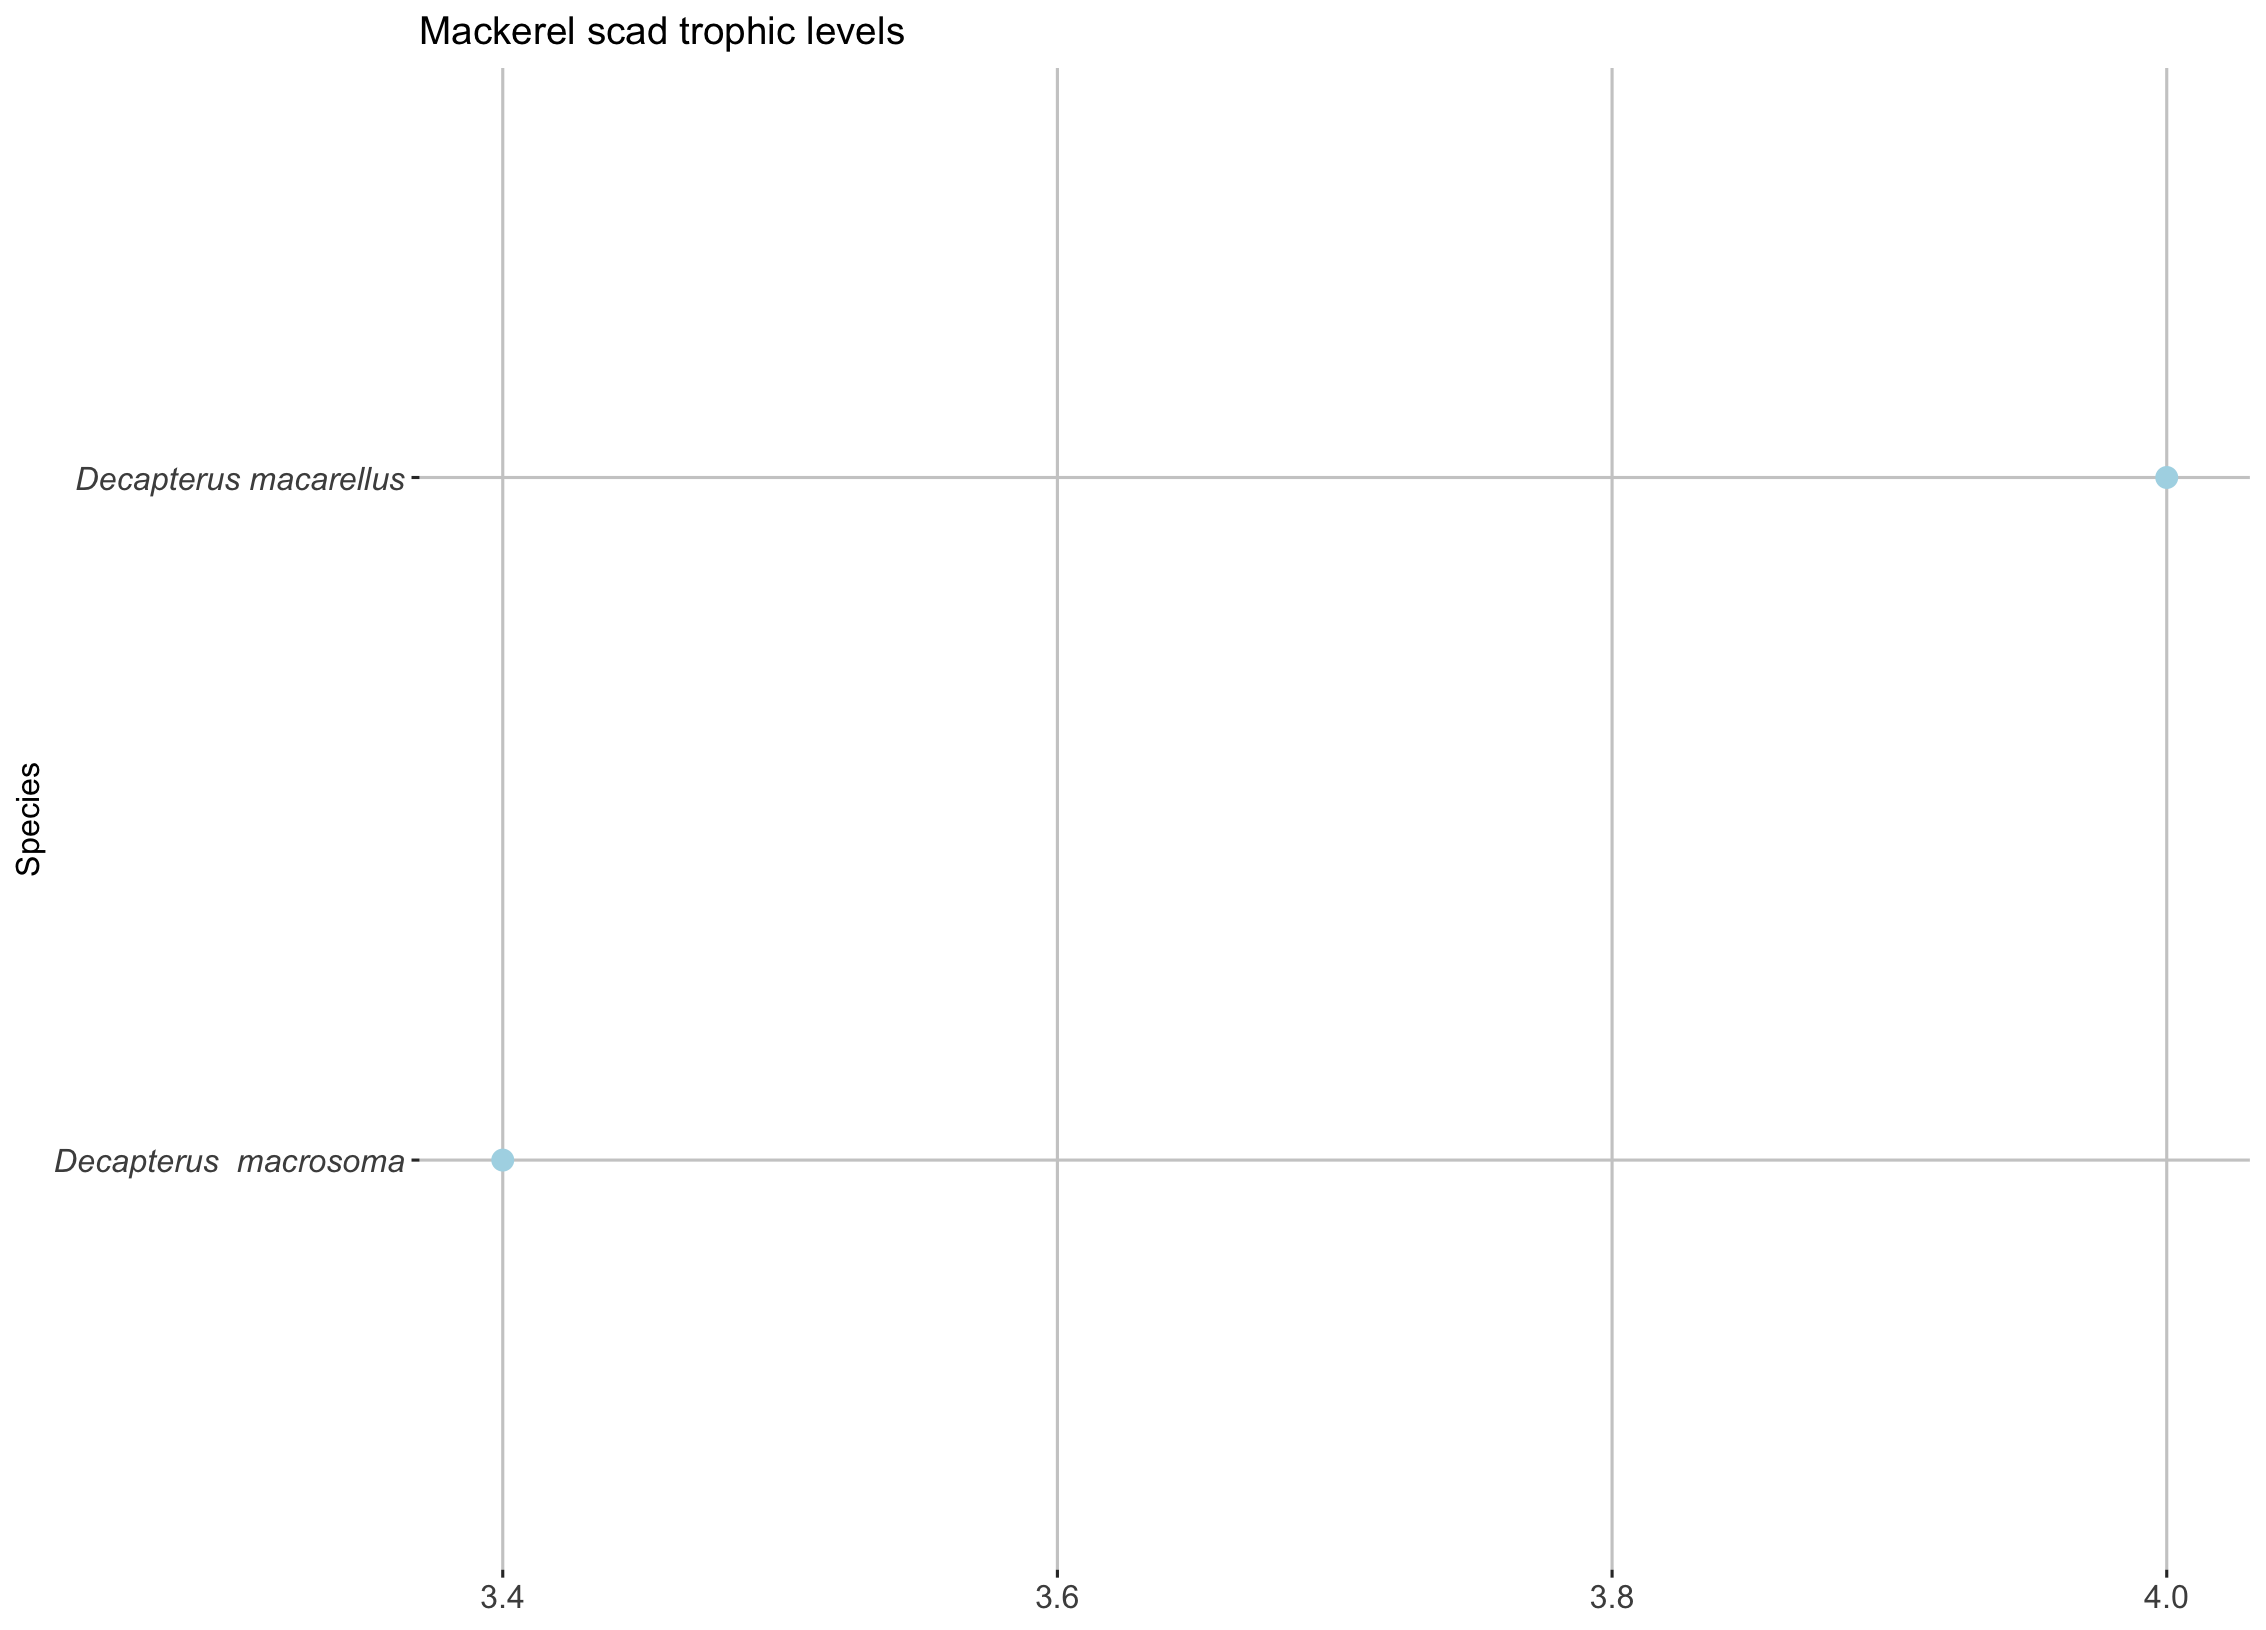 Mackerel scad trophic levels
Species
Decapterus macarellus
Decapterus  macrosoma
3.4
3.6
3.8
4.0